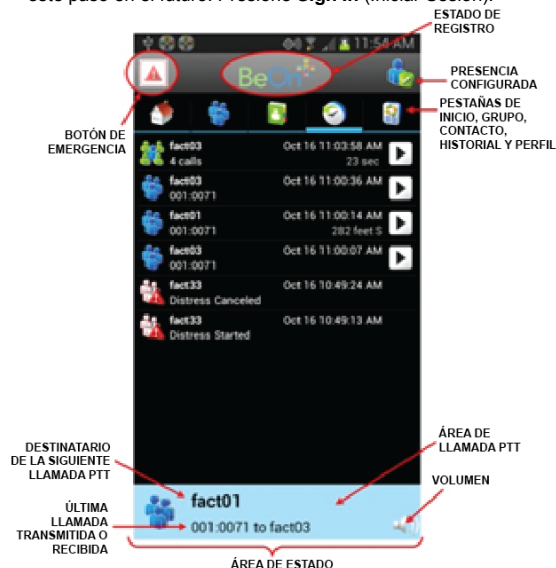 este paso en el futuro. Presione Sign In (Iniciar Sesión).
ESTADO DE
REGISTRO
11:54 AM
BeOn
PRESENCIA
CONFIGURADA
BOTÓN DE
EMERGENCIA
PESTAÑAS DE
INICIO, GRUPO,
CONTACTO,
HISTORIAL Y PERFIL
fact03 Oct 16 11:03:58 AM
4 calls 23 sec
fact03 Oct 16 11:00:36 AM
001:0071
fact01 Oct 16 11:00:14 AM
001:0071 282 feet S
fact03 Oct 16 11:00:07 AM
001:0071
fact33 Oct 16 10:49:24 AM
Distress Canceled
fact33 Oct 16 10:49:13 AM
Distress Started
DESTINATARIO
DE LA SIGUIENTE
LLAMADA PTT
ÁREA DE
LLAMADA PTT
VOLUMEN
fact01
ÚLTIMA
LLAMADA
TRANSMITIDA O
RECIBIDA
001:0071 to fact03
ÁREA DE ESTADO